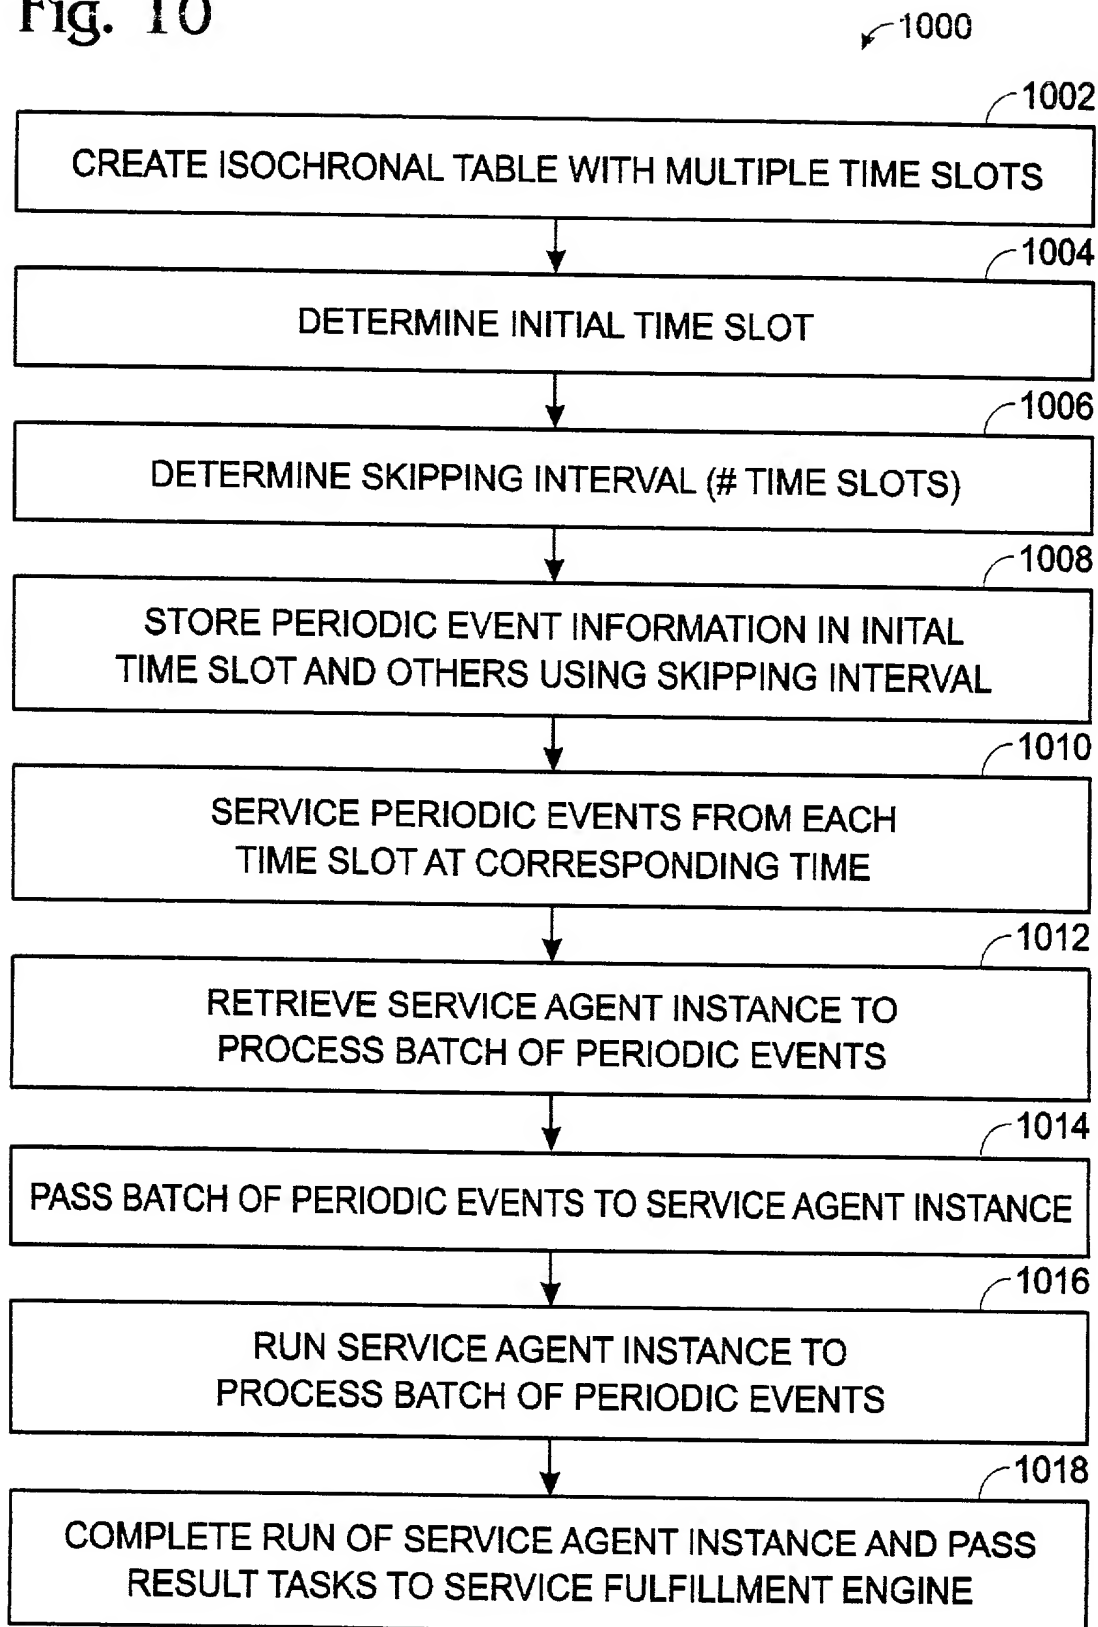 Fig. 10
1000
1002
CREATE ISOCHRONAL TABLE WITH MULTIPLE TIME SLOTS
1004
DETERMINE INITIAL TIME SLOT
1006
DETERMINE SKIPPING INTERVAL (# TIME SLOTS)
1008
STORE PERIODIC EVENT INFORMATION IN INITAL
TIME SLOT AND OTHERS USING SKIPPING INTERVAL
1010
SERVICE PERIODIC EVENTS FROM EACH
TIME SLOT AT CORRESPONDING TIME
1012
RETRIEVE SERVICE AGENT INSTANCE TO
PROCESS BATCH OF PERIODIC EVENTS
1014
PASS BATCH OF PERIODIC EVENTS TO SERVICE AGENT INSTANCE
1016
RUN SERVICE AGENT INSTANCE TO
PROCESS BATCH OF PERIODIC EVENTS
1018
COMPLETE RUN OF SERVICE AGENT INSTANCE AND PASS
RESULT TASKS TO SERVICE FULFILLMENT ENGINE